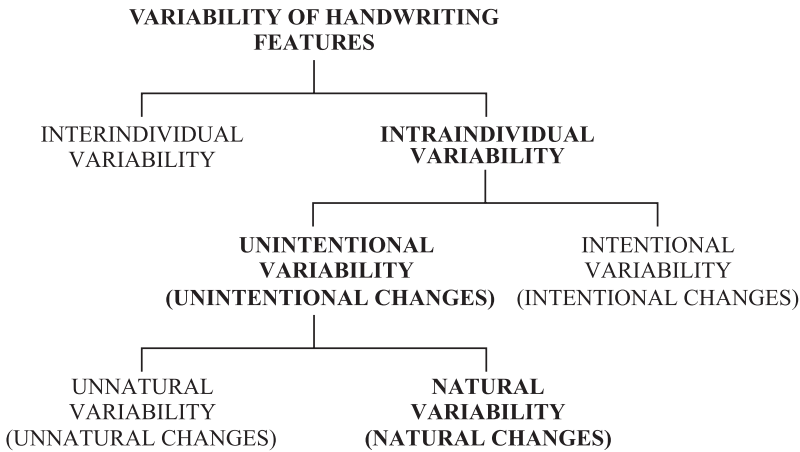 VARIABILITY OF HANDWRITING
FEATURES
INTERINDIVIDUAL
VARIABILITY
INTRAINDIVIDUAL
VARIABILITY
UNINTENTIONAL
VARIABILITY
(UNINTENTIONAL CHANGES)
INTENTIONAL
VARIABILITY
(INTENTIONAL CHANGES)
UNNATURAL
VARIABILITY
(UNNATURAL CHANGES)
NATURAL
VARIABILITY
(NATURAL CHANGES)